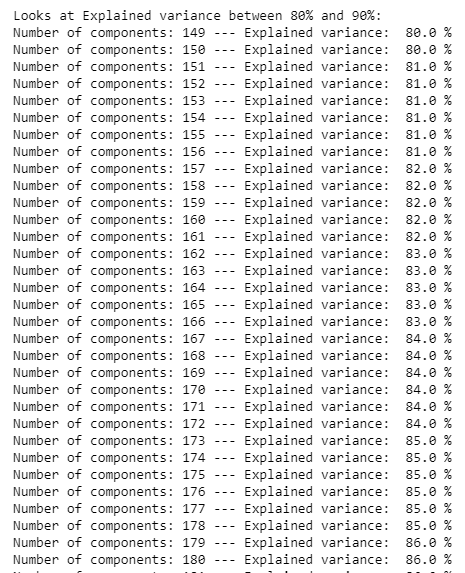 Looks at Explained variance between 80% and 90%:
Number of components: 149 --- Explained variance:  80.0 %
Number of components: 150 --- Explained variance:  80.0 %
Number of components: 151 --- Explained variance:  81.0 %
Number of components: 152 --- Explained variance:  81.0 %
Number of components: 153 --- Explained variance:  81.0 %
Number of components: 154 --- Explained variance:  81.0 %
Number of components: 155 --- Explained variance:  81.0 %
Number of components: 156 --- Explained variance:  81.0 %
Number of components: 157 --- Explained variance:  82.0 %
Number of components: 158 --- Explained variance:  82.0 %
Number of components: 159 --- Explained variance:  82.0 %
Number of components: 160 --- Explained variance:  82.0 %
Number of components: 161 --- Explained variance:  82.0 %
Number of components: 162 --- Explained variance:  83.0 %
Number of components: 163 --- Explained variance:  83.0 %
Number of components: 164 --- Explained variance:  83.0 %
Number of components: 165 --- Explained variance:  83.0 %
Number of components: 166 --- Explained variance:  83.0 %
Number of components: 167 --- Explained variance:  84.0 %
Number of components: 168 --- Explained variance:  84.0 %
Number of components: 169 --- Explained variance:  84.0 %
Number of components: 170 --- Explained variance:  84.0 %
Number of components: 171 --- Explained variance:  84.0 %
Number of components: 172 --- Explained variance:  84.0 %
Number of components: 173 --- Explained variance:  85.0 %
Number of components: 174 --- Explained variance:  85.0 %
Number of components: 175 --- Explained variance:  85.0 %
Number of components: 176 --- Explained variance:  85.0 %
Number of components: 177 --- Explained variance:  85.0 %
Number of components: 178 --- Explained variance:  85.0 %
Number of components: 179 --- Explained variance:  86.0 %
Number of components: 180 --- Explained variance:  86.0 %